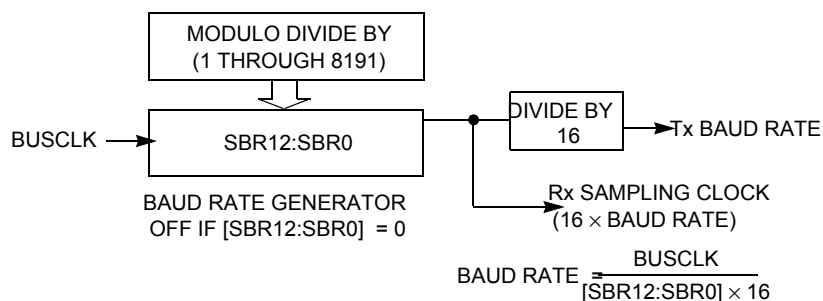 MODULO DIVIDE BY
(1 THROUGH 8191)
BUSCLK
SBR12:SBR0
DIVIDE BY
16
Tx BAUD RATE
BAUD RATE GENERATOR
OFF IF [SBR12:SBR0] = 0
Rx SAMPLING CLOCK
(16 × BAUD RATE)
BAUD RATE =
BUSCLK
[SBR12:SBR0] × 16